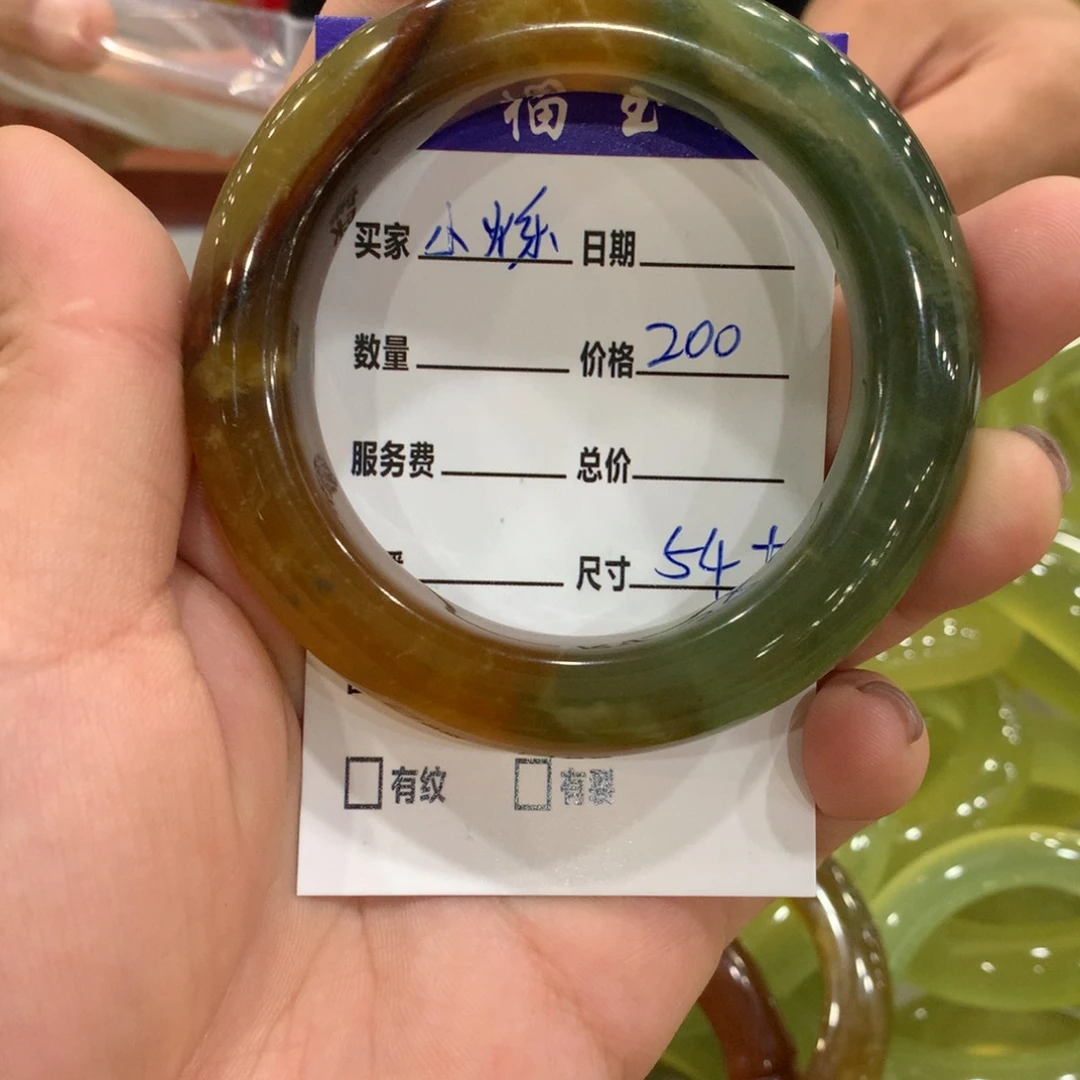 福 玉
买家 小烁 日期
数量 价格 200
服务费 总价
尺寸 54+
有纹 有裂